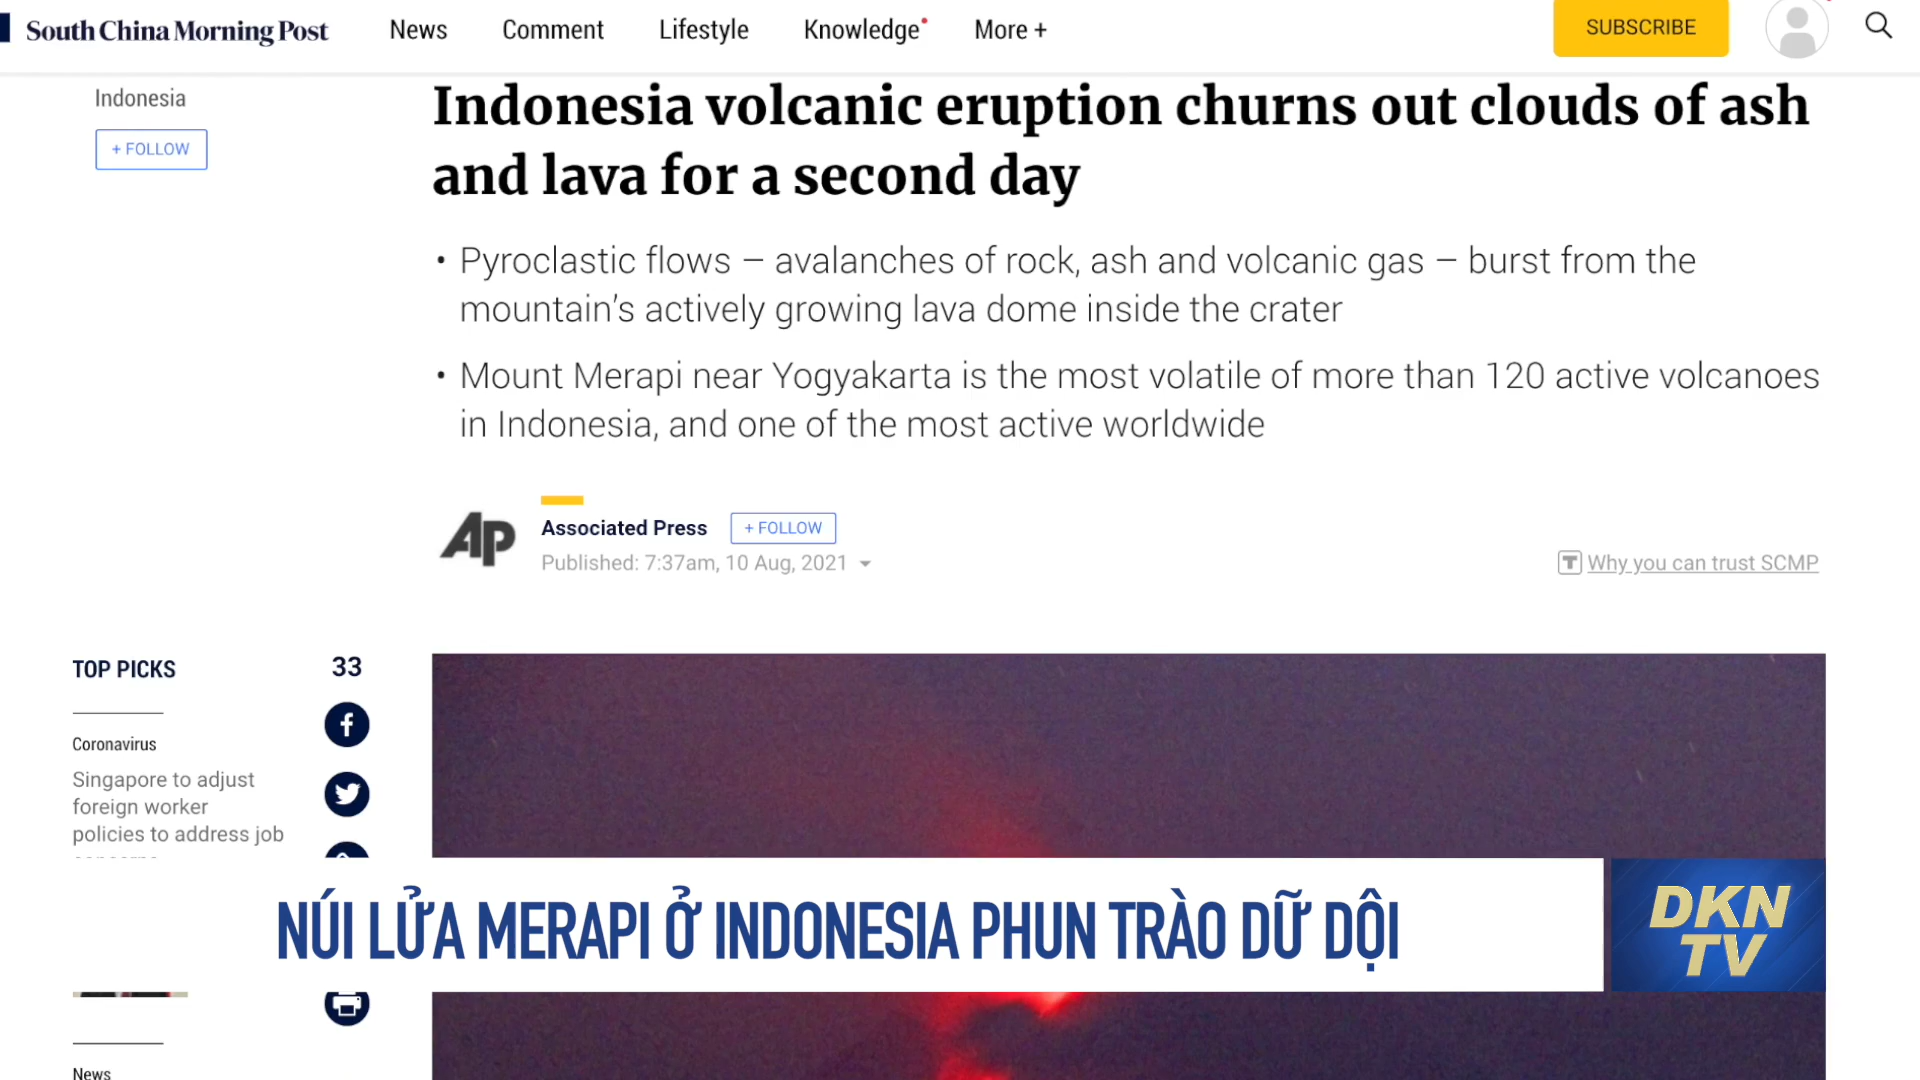 South China Morning Post
News
Comment
Lifestyle
Knowledge
More +
SUBSCRIBE
Indonesia
+ FOLLOW
Indonesia volcanic eruption churns out clouds of ash
and lava for a second day
• Pyroclastic flows – avalanches of rock, ash and volcanic gas – burst from the
mountain's actively growing lava dome inside the crater
• Mount Merapi near Yogyakarta is the most volatile of more than 120 active volcanoes
in Indonesia, and one of the most active worldwide
AP
Associated Press
+ FOLLOW
Published: 7:37am, 10 Aug, 2021
T Why you can trust SCMP
TOP PICKS
33
Coronavirus
Singapore to adjust
foreign worker
policies to address job
NÚI LỬA MERAPI Ở INDONESIA PHUN TRÀO DỮ DỘI
DKN
TV
News